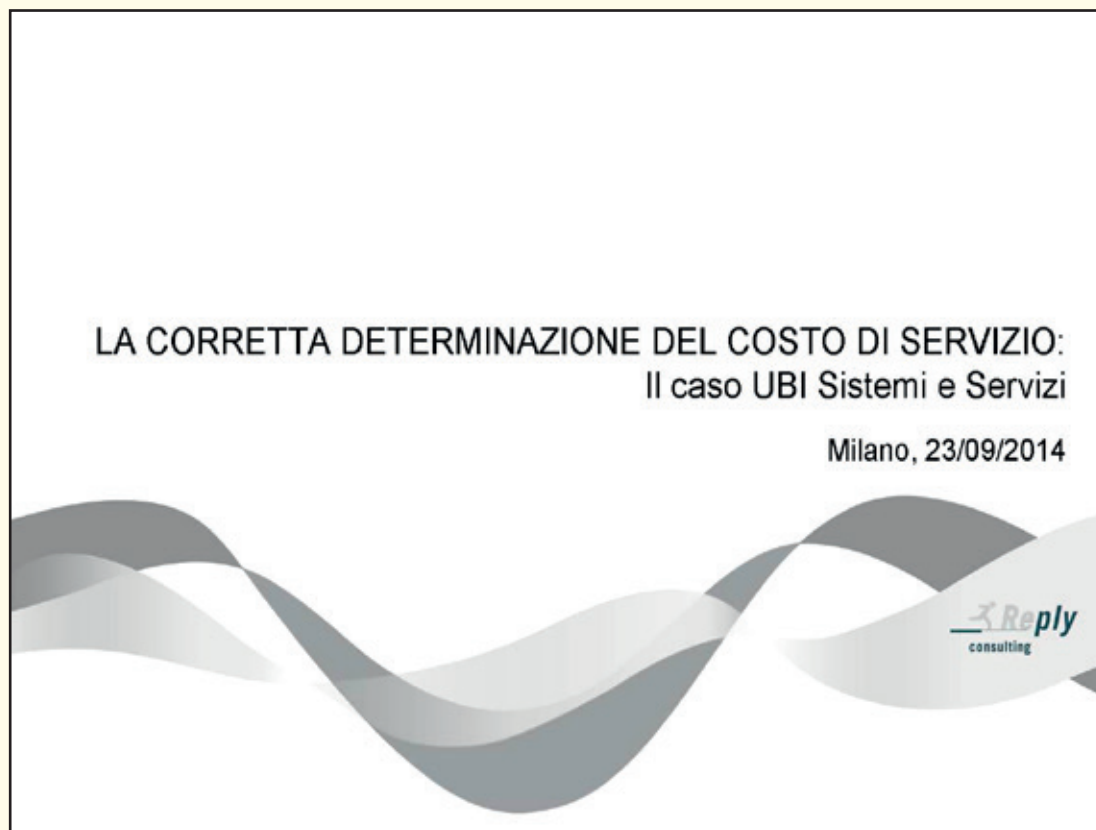 LA CORRETTA DETERMINAZIONE DEL COSTO DI SERVIZIO:
Il caso UBI Sistemi e Servizi
Milano, 23/09/2014
Reply
consulting